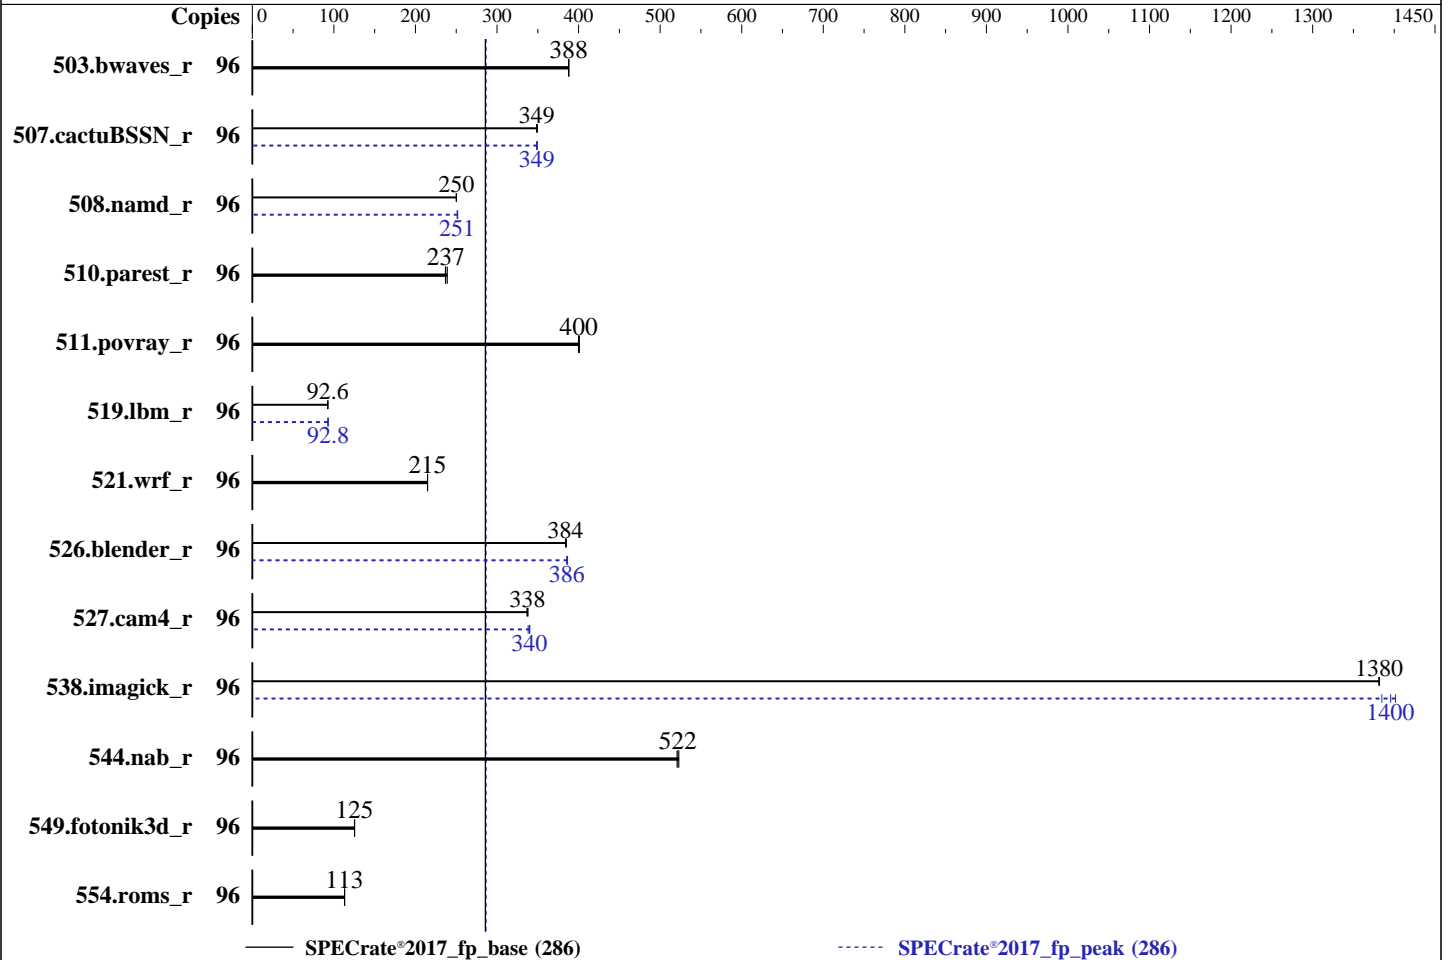 Copies 0 100 200 300 400 500 600 700 800 900 1000 1100 1200 1300 1450
503.bwaves_r 96 388
507.cactuBSSN_r 96 349
349
508.namd_r 96 250
251
510.parest_r 96 237
511.povray_r 96 400
519.lbm_r 96 92.6
92.8
521.wrf_r 96 215
526.blender_r 96 384
386
527.cam4_r 96 338
340
538.imagick_r 96 1380
1400
544.nab_r 96 522
549.fotonik3d_r 96 125
554.roms_r 96 113
SPECrate®2017_fp_base (286) SPECrate®2017_fp_peak (286)